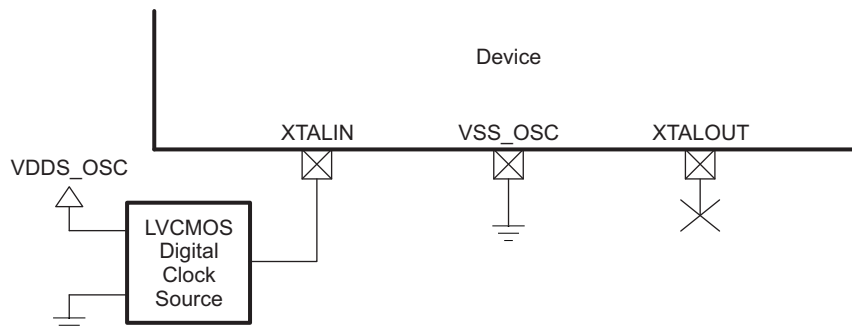 Device
XTALIN
VSS_OSC
XTALOUT
VDDS_OSC
LVCMOS
Digital
Clock
Source